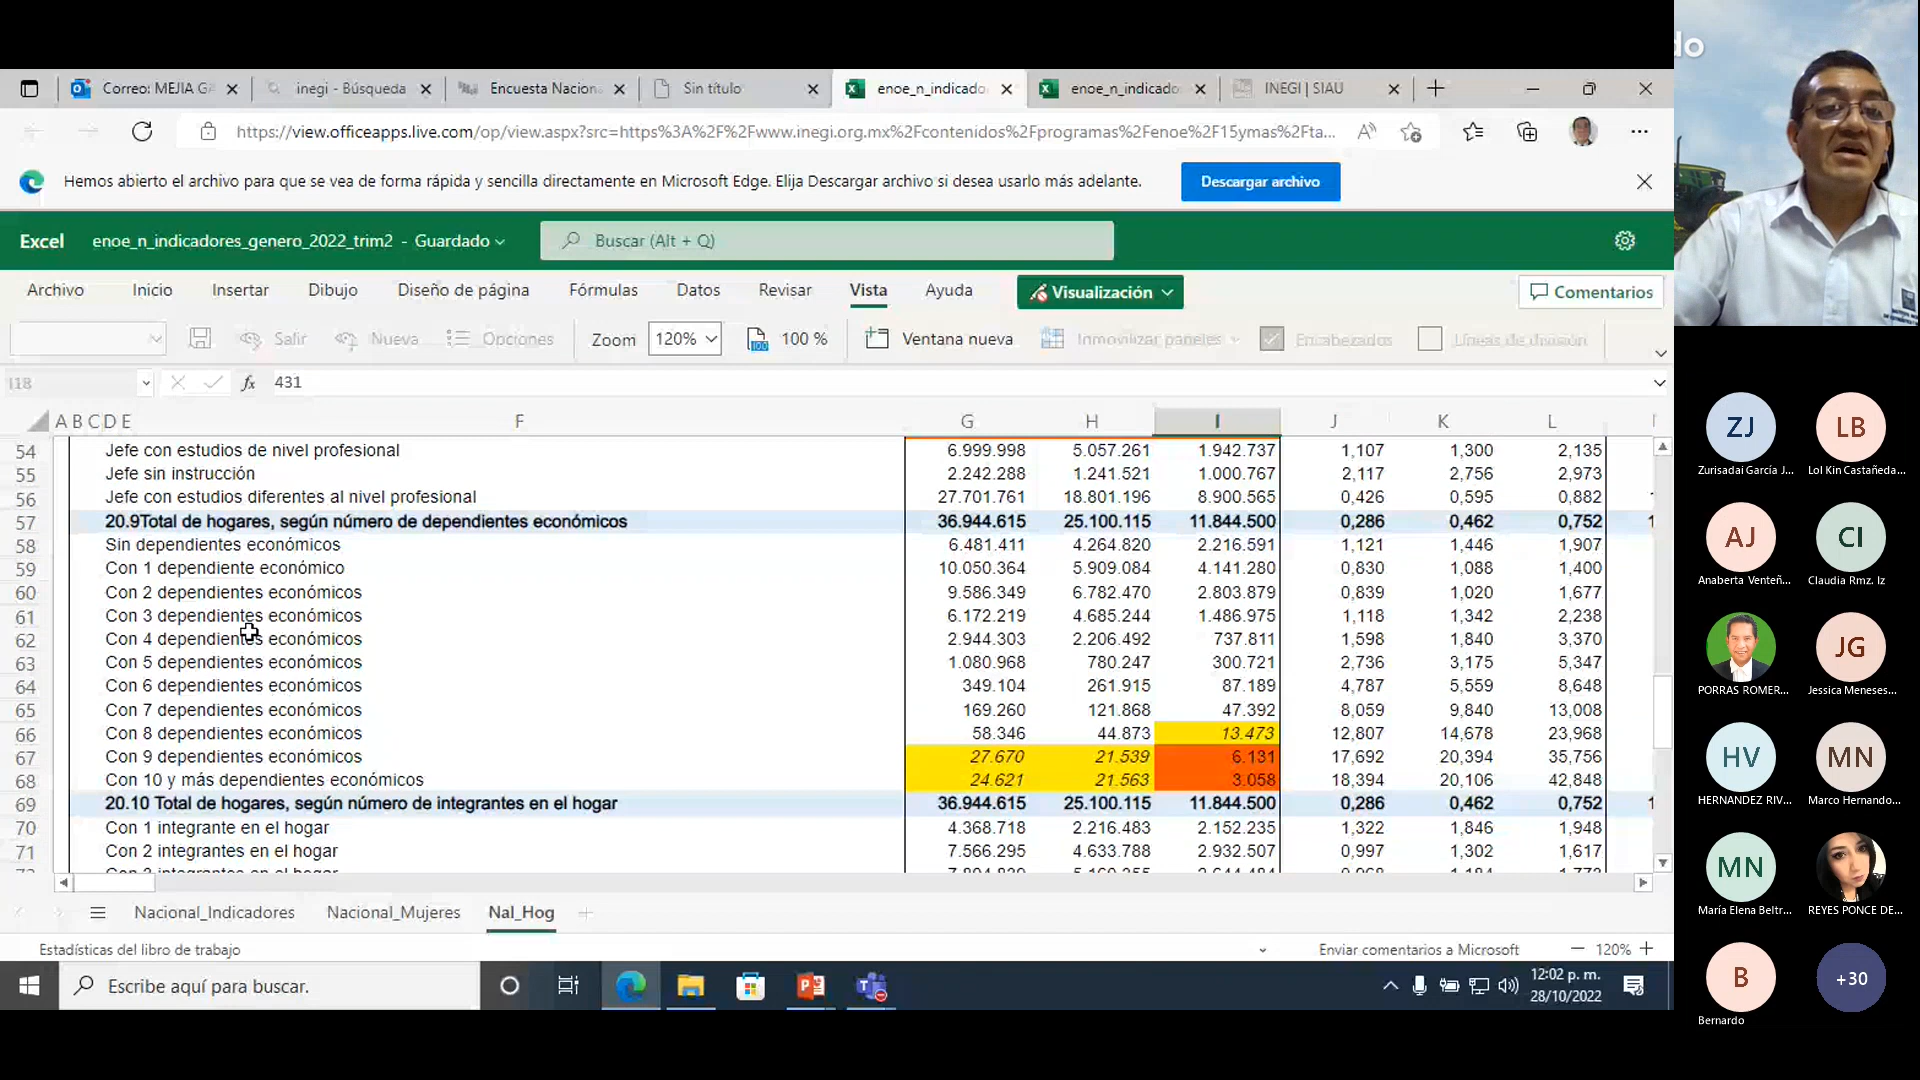 do
Correo: MEJIA GA
inegi - Búsqueda
Encuesta Nacion
Sin título
enoe_n_indicado
enoe_n_indicado
INEGI | SIAU
https://view.officeapps.live.com/op/view.aspx?src=https%3A%2F%2Fwww.inegi.org.mx%2Fcontenidos%2Fprogramas%2Fenoe%2F15ymas%2Fta...
Hemos abierto el archivo para que se vea de forma rápida y sencilla directamente en Microsoft Edge. Elija Descargar archivo si desea usarlo más adelante.
Descargar archivo
Excel enoe_n_indicadores_genero_2022_trim2 - Guardado
Buscar (Alt + Q)
Archivo Inicio Insertar Dibujo Diseño de página Fórmulas Datos Revisar Vista Ayuda Visualización Comentarios
Salir Nueva Opciones Zoom 120% 100 % Ventana nueva Inmovilizar paneles Encabezados Líneas de división
I18 fx 431
A B C D E F G H I J K L
54 Jefe con estudios de nivel profesional 6.999.998 5.057.261 1.942.737 1,107 1,300 2,135
55 Jefe sin instrucción 2.242.288 1.241.521 1.000.767 2,117 2,756 2,973
56 Jefe con estudios diferentes al nivel profesional 27.701.761 18.801.196 8.900.565 0,426 0,595 0,882
57 20.9Total de hogares, según número de dependientes económicos 36.944.615 25.100.115 11.844.500 0,286 0,462 0,752 1
58 Sin dependientes económicos 6.481.411 4.264.820 2.216.591 1,121 1,446 1,907
59 Con 1 dependiente económico 10.050.364 5.909.084 4.141.280 0,830 1,088 1,400
60 Con 2 dependientes económicos 9.586.349 6.782.470 2.803.879 0,839 1,020 1,677
61 Con 3 dependientes económicos 6.172.219 4.685.244 1.486.975 1,118 1,342 2,238
62 Con 4 dependientes económicos 2.944.303 2.206.492 737.811 1,598 1,840 3,370
63 Con 5 dependientes económicos 1.080.968 780.247 300.721 2,736 3,175 5,347
64 Con 6 dependientes económicos 349.104 261.915 87.189 4,787 5,559 8,648
65 Con 7 dependientes económicos 169.260 121.868 47.392 8,059 9,840 13,008
66 Con 8 dependientes económicos 58.346 44.873 13.473 12,807 14,678 23,968
67 Con 9 dependientes económicos 27.670 21.539 6.131 17,692 20,394 35,756
68 Con 10 y más dependientes económicos 24.621 21.563 3.058 18,394 20,106 42,848
69 20.10 Total de hogares, según número de integrantes en el hogar 36.944.615 25.100.115 11.844.500 0,286 0,462 0,752 1
70 Con 1 integrante en el hogar 4.368.718 2.216.483 2.152.235 1,322 1,846 1,948
71 Con 2 integrantes en el hogar 7.566.295 4.633.788 2.932.507 0,997 1,302 1,617
Nacional_Indicadores Nacional_Mujeres Nal_Hog
Estadísticas del libro de trabajo Enviar comentarios a Microsoft 120%
Escribe aquí para buscar.
12:02 p. m.
28/10/2022
ZJ LB
Zurisadai García J... Lol Kin Castañeda...
AJ CI
Anaberta Venteñ... Claudia Rmz. Iz
JG
PORRAS ROMER... Jessica Meneses...
HV MN
HERNANDEZ RIV... Marco Hernando...
MN
María Elena Beltr... REYES PONCE DE...
B +30
Bernardo